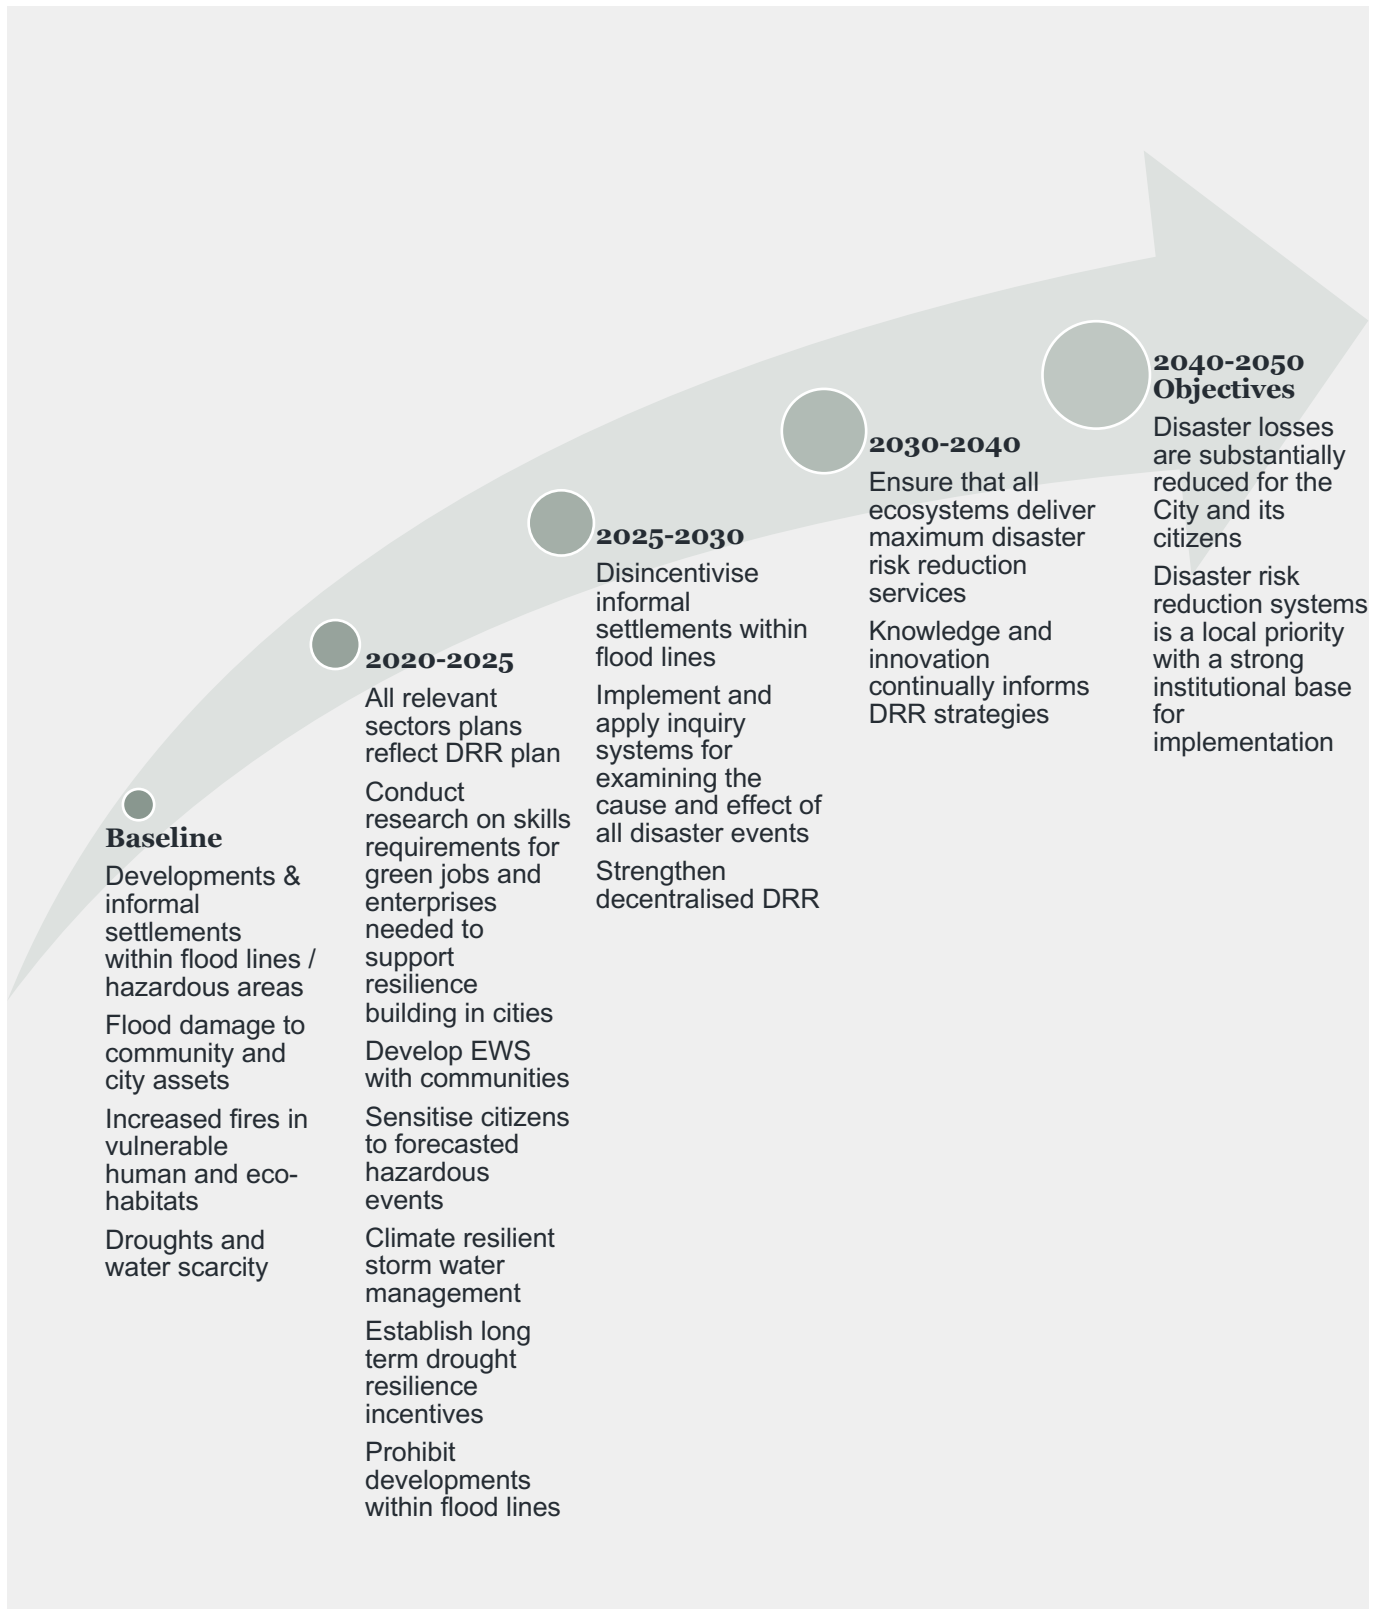 Baseline
Developments &
informal
settlements
within flood lines /
hazardous areas
Flood damage to
community and
city assets
Increased fires in
vulnerable
human and eco-
habitats
Droughts and
water scarcity
2020-2025
All relevant
sectors plans
reflect DRR plan
Conduct
research on skills
requirements for
green jobs and
enterprises
needed to
support
resilience
building in cities
Develop EWS
with communities
Sensitise citizens
to forecasted
hazardous
events
Climate resilient
storm water
management
Establish long
term drought
resilience
incentives
Prohibit
developments
within flood lines
2025-2030
Disincentivise
informal
settlements within
flood lines
Implement and
apply inquiry
systems for
examining the
cause and effect of
all disaster events
Strengthen
decentralised DRR
2030-2040
Ensure that all
ecosystems deliver
maximum disaster
risk reduction
services
Knowledge and
innovation
continually informs
DRR strategies
2040-2050
Objectives
Disaster losses
are substantially
reduced for the
City and its
citizens
Disaster risk
reduction systems
is a local priority
with a strong
institutional base
for
implementation